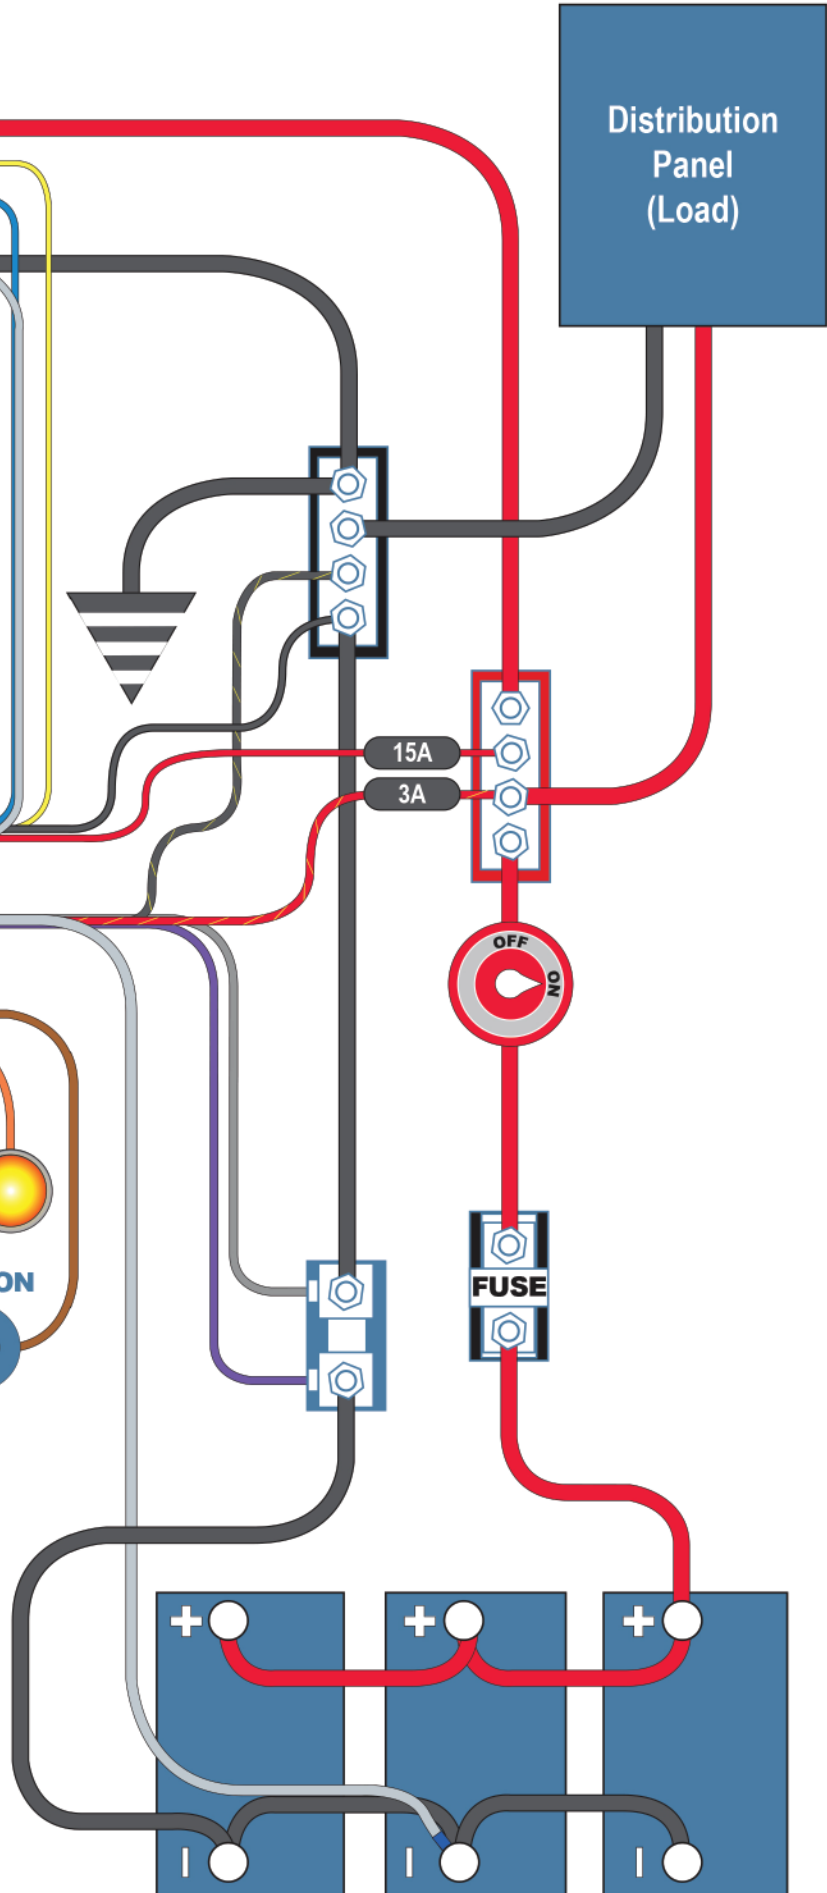 Distribution
Panel
(Load)
15A
3A
OFF
ON
ON
FUSE
+
+
+
–
–
–